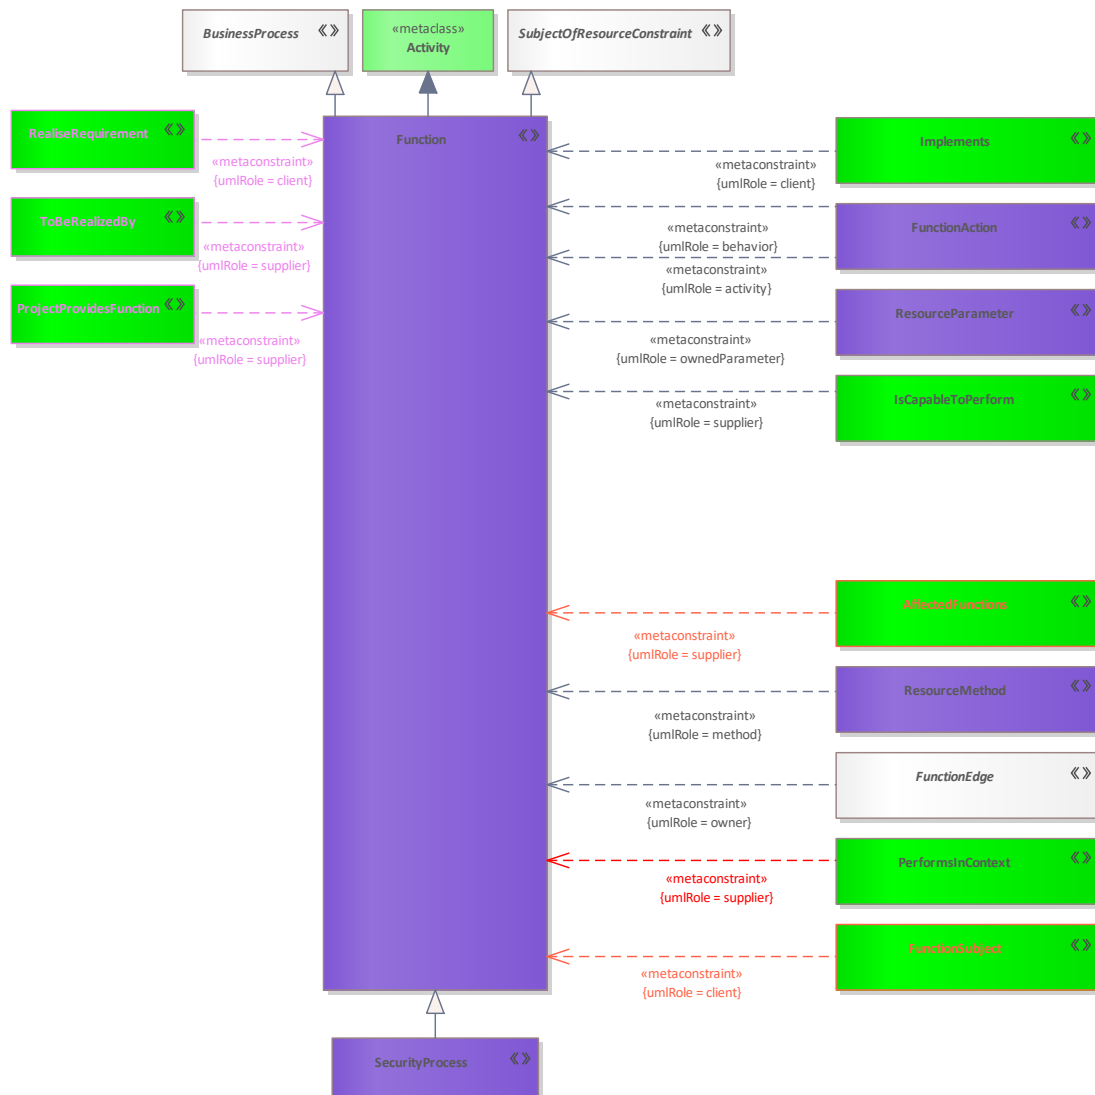 BusinessProcess
«metaclass»
Activity
SubjectOfResourceConstraint
Function
RealiseRequirement
«metaconstraint»
{umlRole = client}
ToBeRealizedBy
«metaconstraint»
{umlRole = supplier}
ProjectProvidesFunction
«metaconstraint»
{umlRole = supplier}
Implements
«metaconstraint»
{umlRole = client}
FunctionAction
«metaconstraint»
{umlRole = behavior}
«metaconstraint»
{umlRole = activity}
ResourceParameter
«metaconstraint»
{umlRole = ownedParameter}
IsCapableToPerform
«metaconstraint»
{umlRole = supplier}
AffectedFunctions
«metaconstraint»
{umlRole = supplier}
ResourceMethod
«metaconstraint»
{umlRole = method}
FunctionEdge
«metaconstraint»
{umlRole = owner}
PerformsInContext
«metaconstraint»
{umlRole = supplier}
FunctionSubject
«metaconstraint»
{umlRole = client}
SecurityProcess